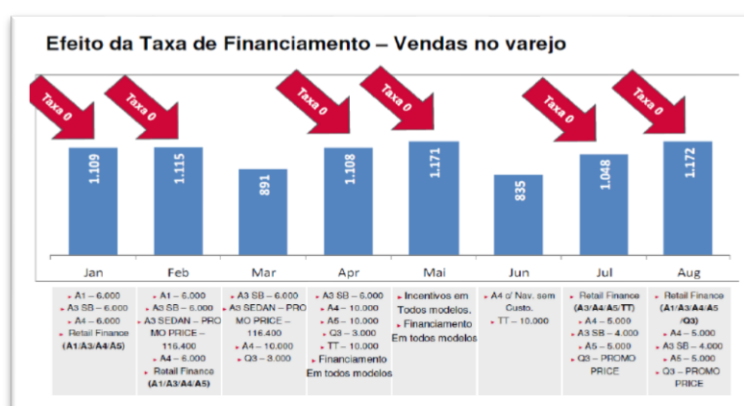 Efeito da Taxa de Financiamento – Vendas no varejo
Taxa 0
Taxa 0
Taxa 0
Taxa 0
Taxa 0
Taxa 0
1.109
1.115
891
1.108
1.171
835
1.048
1.172
Jan
Feb
Mar
Apr
Mai
Jun
Jul
Aug
A1 – 6.000
A3 SB – 6.000
A4 – 6.000
Retail Finance
(A1/A3/A4/A5)
A1 – 6.000
A3 SB – 6.000
A3 SEDAN – PRO
MO PRICE –
116.400
A4 – 6.000
Retail Finance
(A1/A3/A4/A5)
A3 SB – 6.000
A3 SEDAN – PRO
MO PRICE –
116.400
A4 – 10.000
Q3 – 3.000
A3 SB – 6.000
A4 – 10.000
A5 – 10.000
Q3 – 3.000
TT – 10.000
Financiamento
Em todos modelos
Incentivos em
Todos modelos.
Financiamento
Em todos modelos
A4 c/ Nav. sem
Custo.
TT – 10.000
Retail Finance
(A3/A4/A5/TT)
A4 – 5.000
A3 SB – 4.000
A5 – 5.000
Q3 – PROMO
PRICE
Retail Finance
(A1/A3/A4/A5
/Q3)
A4 – 5.000
A3 SB – 4.000
A5 – 5.000
Q3 – PROMO
PRICE